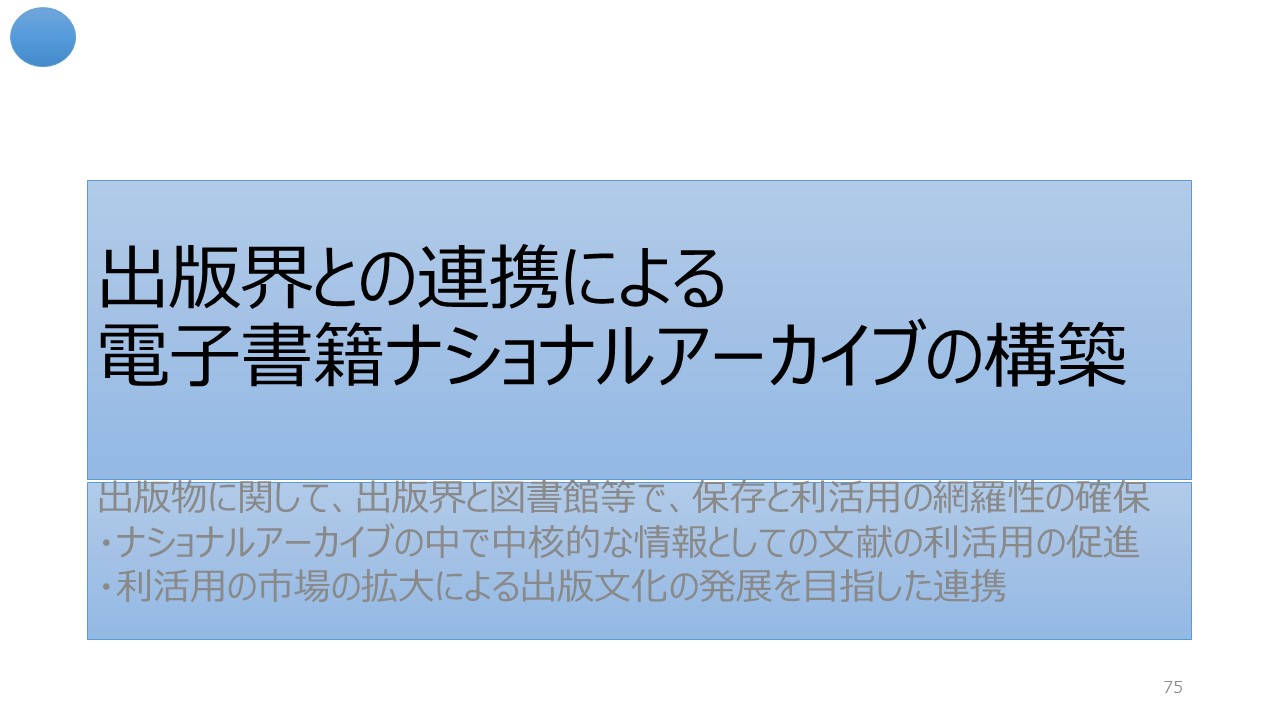 出版界との連携による
電子書籍ナショナルアーカイブの構築
出版物に関して、出版界と図書館等で、保存と利活用の網羅性の確保
・ナショナルアーカイブの中で中核的な情報としての文献の利活用の促進
・利活用の市場の拡大による出版文化の発展を目指した連携
75